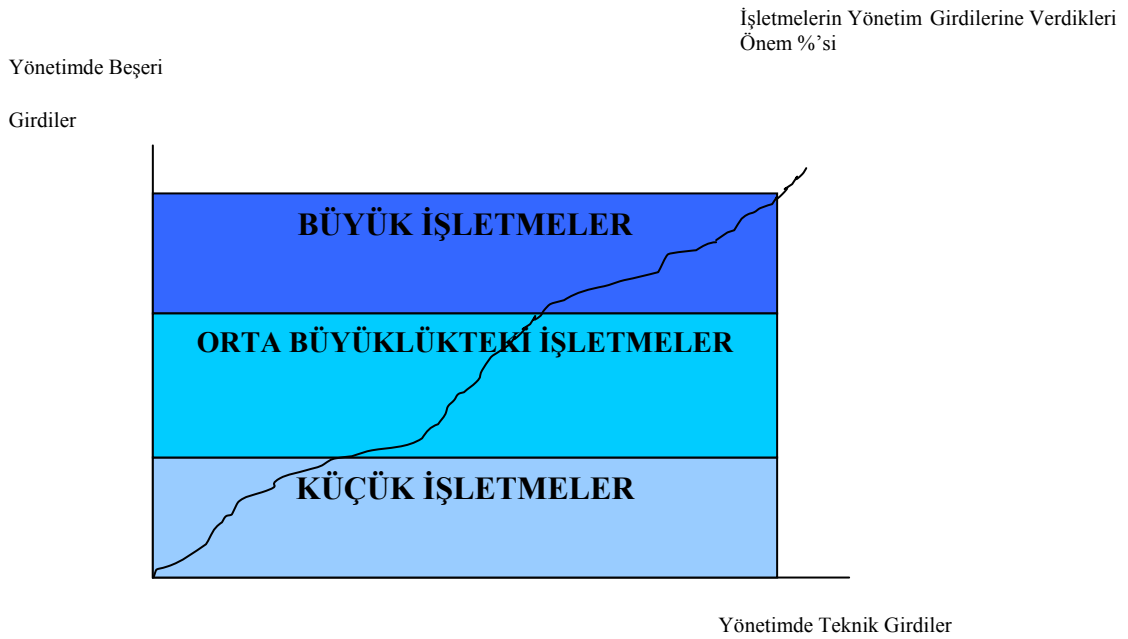 İşletmelerin Yönetim Girdilerine Verdikleri
Önem %'si
Yönetimde Beşeri
Girdiler
BÜYÜK İŞLETMELER
ORTA BÜYÜKLÜKTEKİ İŞLETMELER
KÜÇÜK İŞLETMELER
Yönetimde Teknik Girdiler